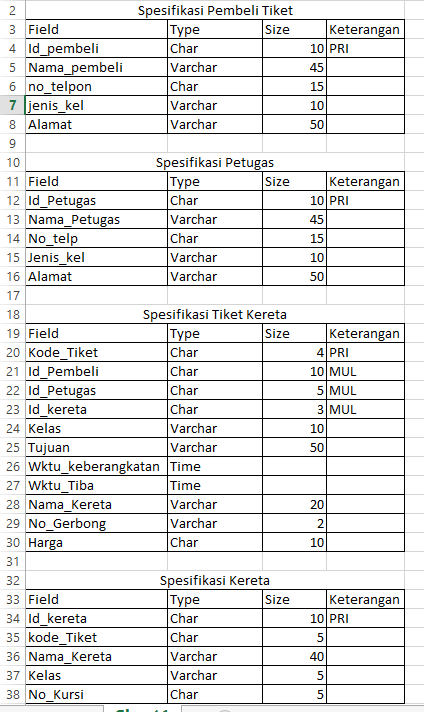 2 Spesifikasi Pembeli Tiket
3 Field Type Size Keterangan
4 Id_pembeli Char 10 PRI
5 Nama_pembeli Varchar 45
6 no_telpon Char 15
7 jenis_kel Varchar 10
8 Alamat Varchar 50
9
10 Spesifikasi Petugas
11 Field Type Size Keterangan
12 Id_Petugas Char 10 PRI
13 Nama_Petugas Varchar 45
14 No_telp Char 15
15 Jenis_kel Varchar 10
16 Alamat Varchar 50
17
18 Spesifikasi Tiket Kereta
19 Field Type Size Keterangan
20 Kode_Tiket Char 4 PRI
21 Id_Pembeli Char 10 MUL
22 Id_Petugas Char 5 MUL
23 Id_kereta Char 3 MUL
24 Kelas Varchar 10
25 Tujuan Varchar 50
26 Wktu_keberangkatan Time
27 Wktu_Tiba Time
28 Nama_Kereta Varchar 20
29 No_Gerbong Varchar 2
30 Harga Char 10
31
32 Spesifikasi Kereta
33 Field Type Size Keterangan
34 Id_kereta Char 10 PRI
35 kode_Tiket Char 5
36 Nama_Kereta Varchar 40
37 Kelas Varchar 5
38 No_Kursi Char 5